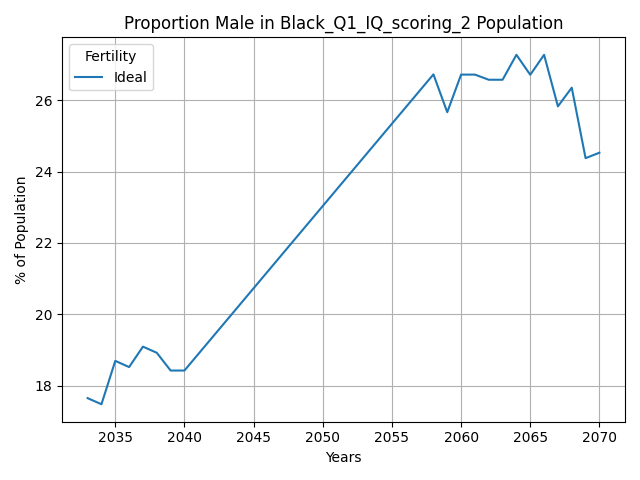 Proportion Male in Black_Q1_IQ_scoring_2 Population
Fertility
Ideal
% of Population
26
24
22
20
18
2035 2040 2045 2050 2055 2060 2065 2070
Years